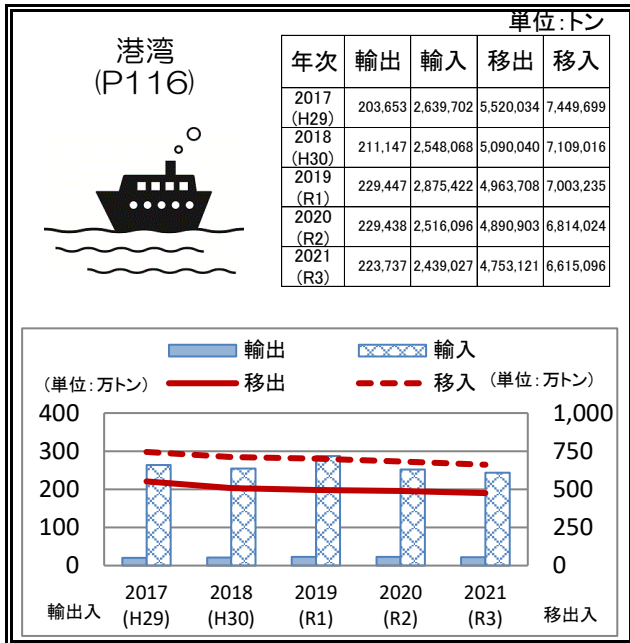 港湾
(P116)
単位：トン
年次 輸出 輸入 移出 移入
2017
(H29) 203,653 2,639,702 5,520,034 7,449,699
2018
(H30) 211,147 2,548,068 5,090,040 7,109,016
2019
(R1) 229,447 2,875,422 4,963,708 7,003,235
2020
(R2) 229,438 2,516,096 4,890,903 6,814,024
2021
(R3) 223,737 2,439,027 4,753,121 6,615,096
輸出 輸入
(単位：万トン) 移出 移入 (単位：万トン)
400 1,000
300 750
200 500
100 250
0 0
2017 2018 2019 2020 2021
輸出入 (H29) (H30) (R1) (R2) (R3) 移出入